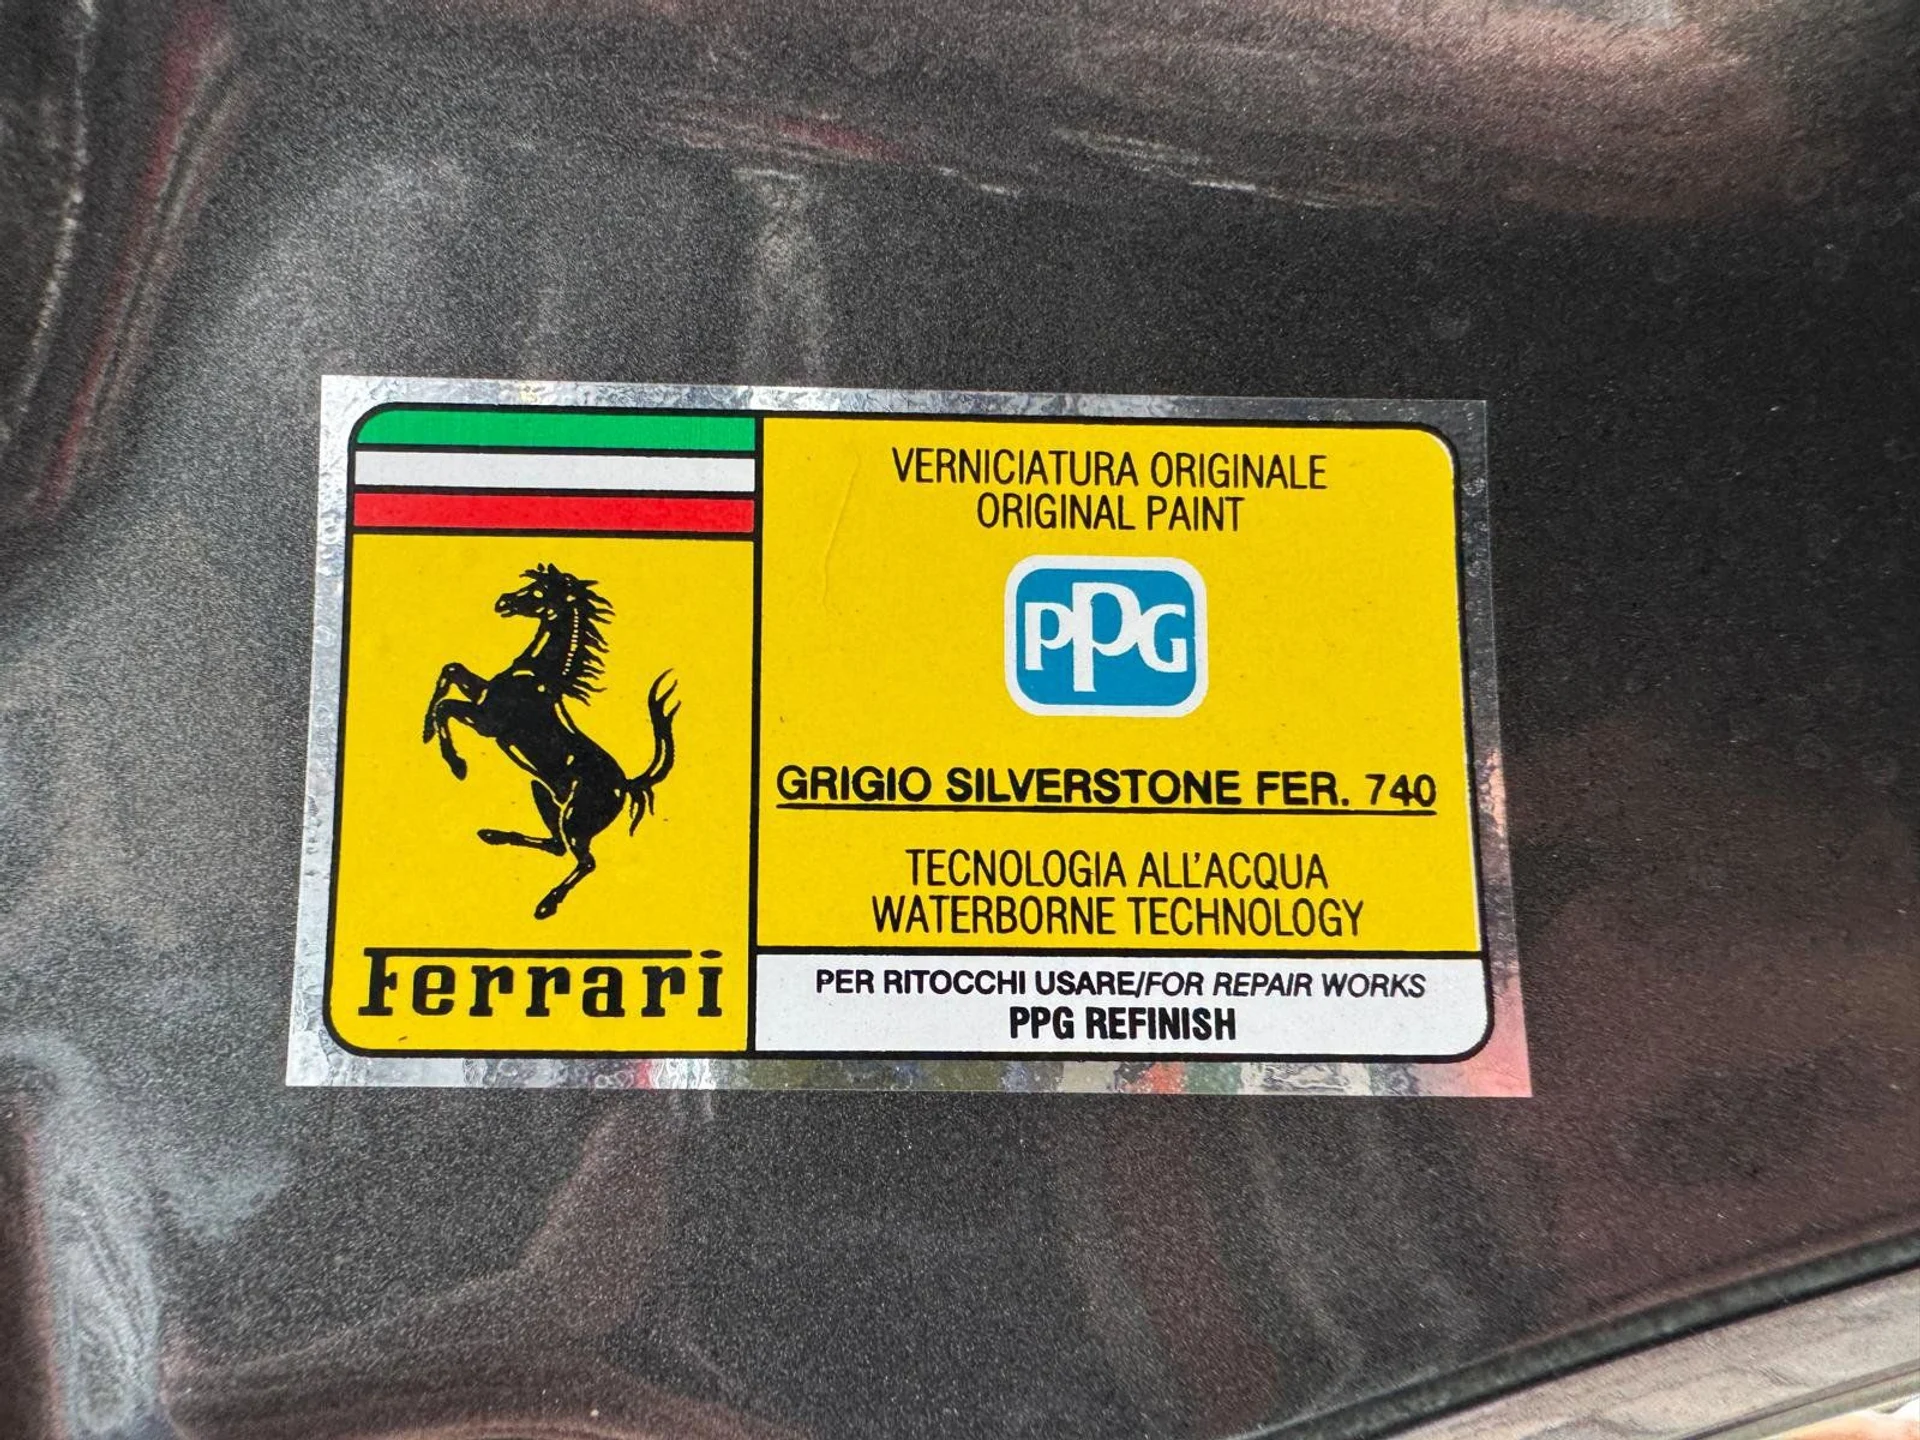 VERNICIATURA ORIGINALE
ORIGINAL PAINT
PPG
GRIGIO SILVERSTONE FER. 740
TECNOLOGIA ALL'ACQUA
WATERBORNE TECHNOLOGY
Ferrari
PER RITOCCHI USARE/FOR REPAIR WORKS
PPG REFINISH